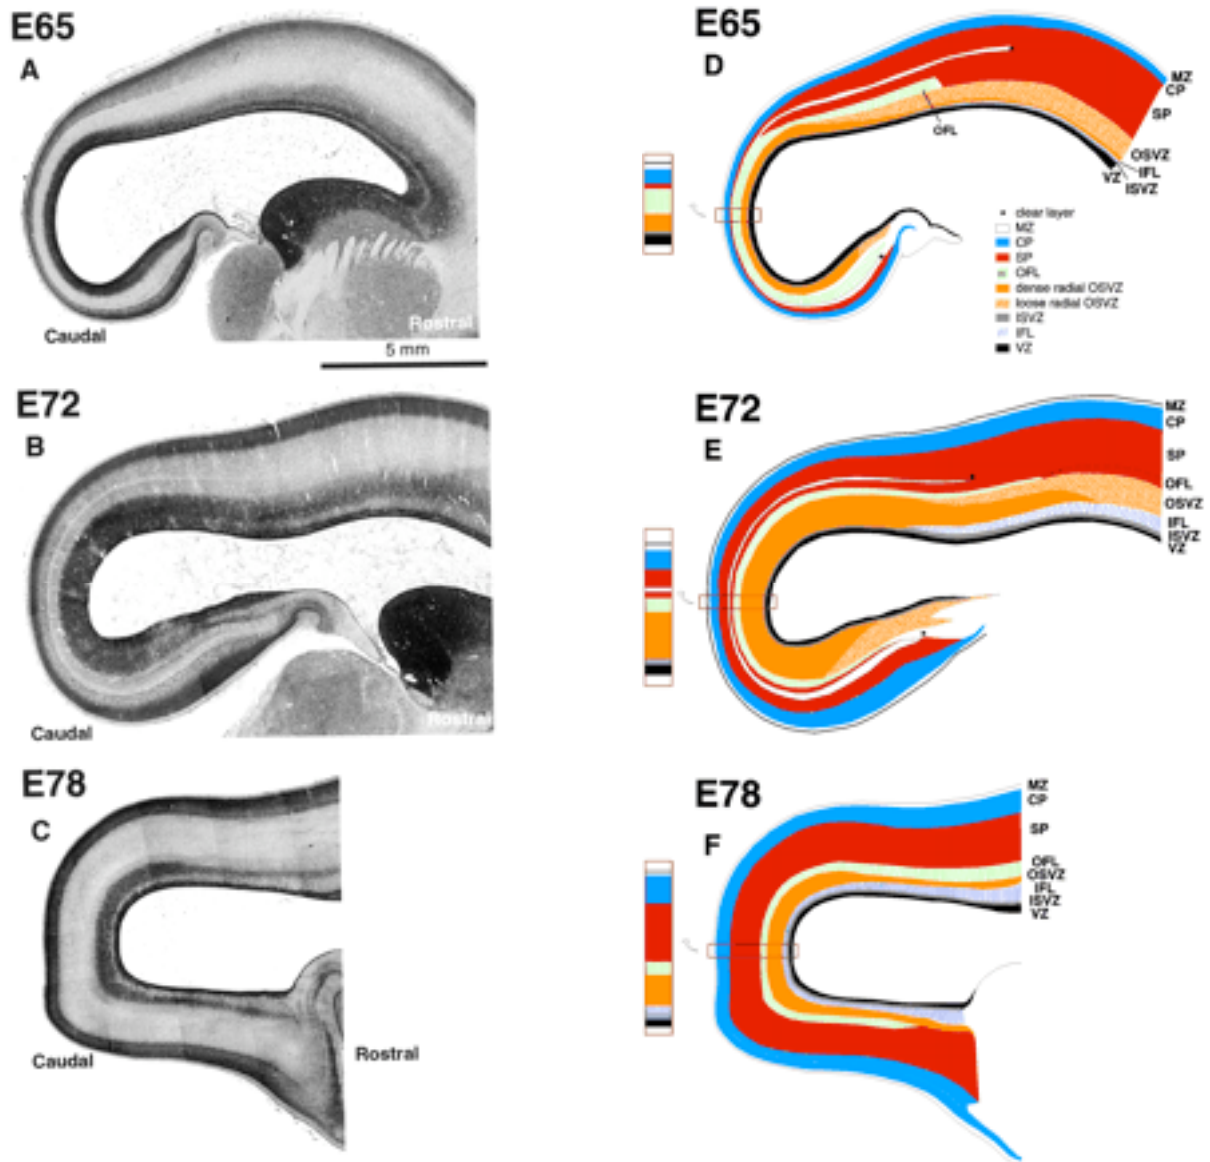 E65
A
Caudal
Rostral
5 mm
E72
B
Caudal
Rostral
E78
C
Caudal
Rostral
E65
D
MZ
CP
SP
OFL
OSVZ
IFL
VZ
ISVZ
clear layer
MZ
CP
SP
OFL
dense radial OSVZ
loose radial OSVZ
ISVZ
IFL
VZ
E72
E
MZ
CP
SP
OFL
OSVZ
IFL
ISVZ
VZ
E78
F
MZ
CP
SP
OFL
OSVZ
IFL
ISVZ
VZ